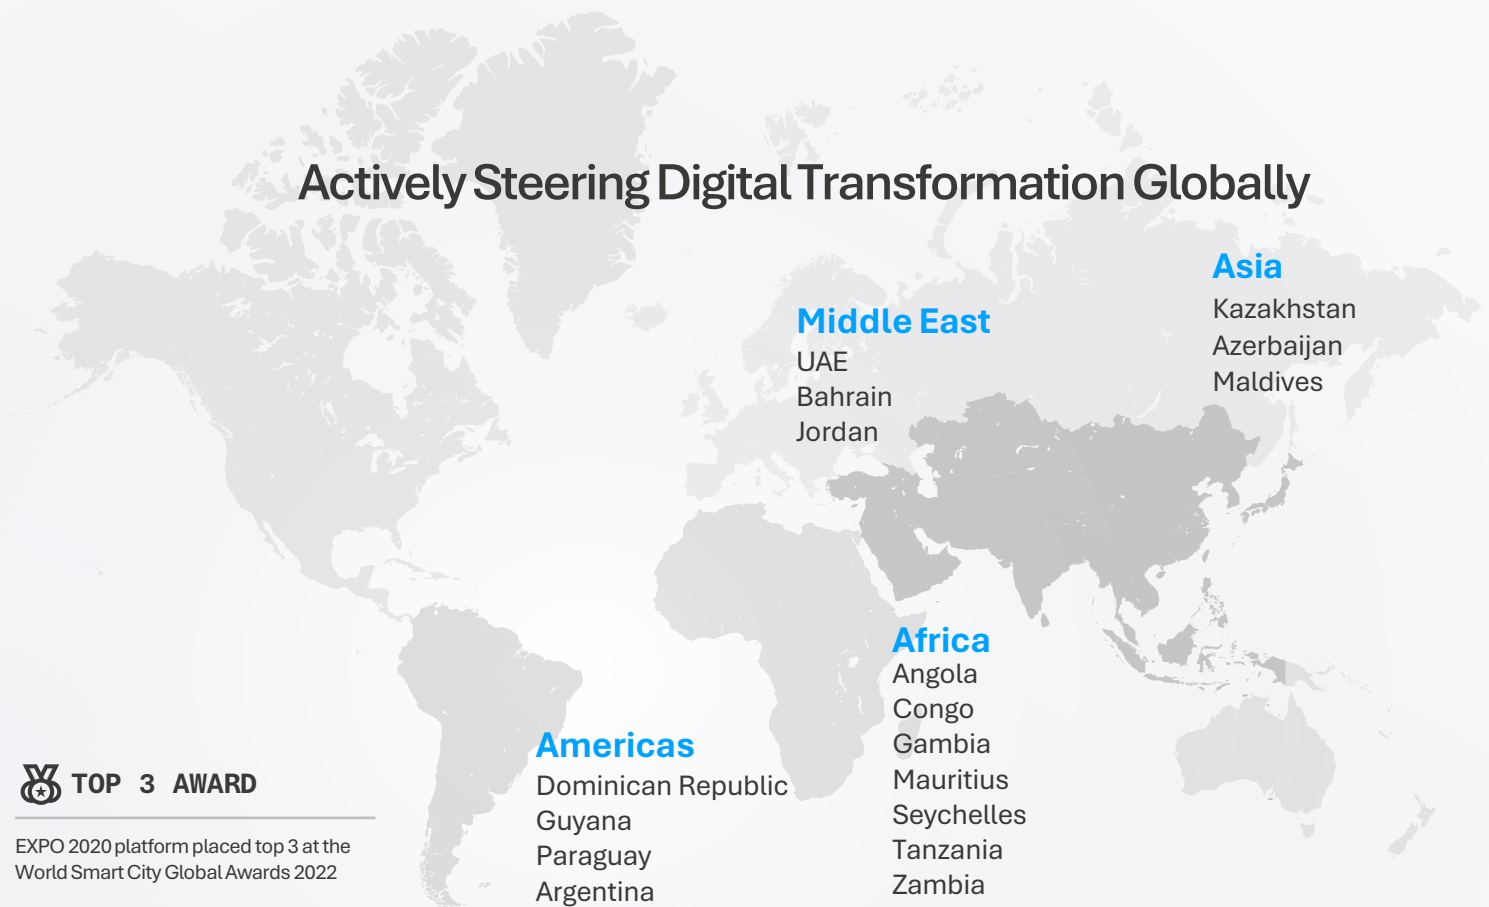 Actively Steering Digital Transformation Globally
Asia
Kazakhstan
Azerbaijan
Maldives
Middle East
UAE
Bahrain
Jordan
Africa
Angola
Congo
Gambia
Mauritius
Seychelles
Tanzania
Zambia
Americas
Dominican Republic
Guyana
Paraguay
Argentina
TOP 3 AWARD
EXPO 2020 platform placed top 3 at the
World Smart City Global Awards 2022